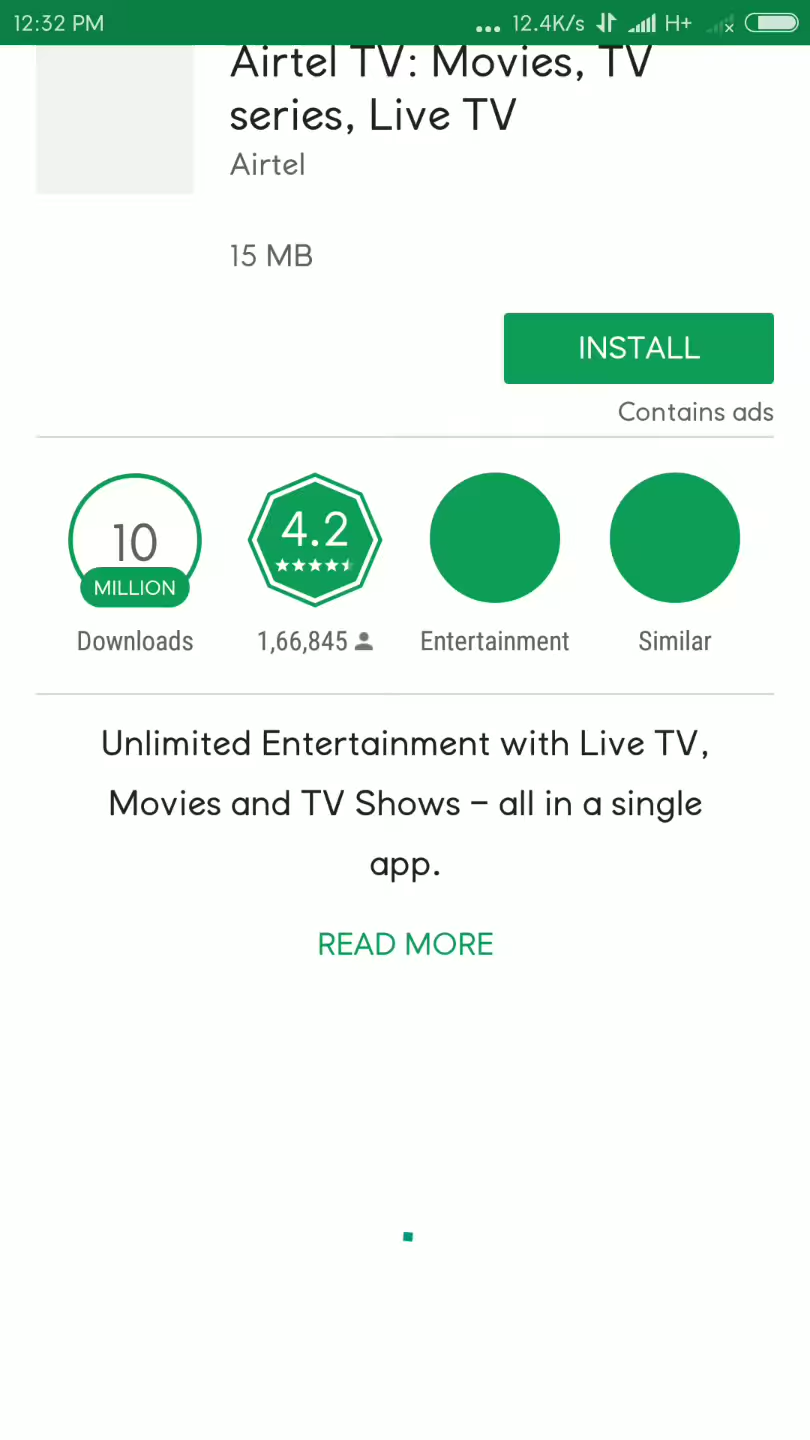 12:32 PM ... 12.4K/s H+
Airtel TV: Movies, TV
series, Live TV
Airtel
15 MB
INSTALL
Contains ads
10
MILLION
4.2
Downloads
1,66,845
Entertainment
Similar
Unlimited Entertainment with Live TV,
Movies and TV Shows – all in a single
app.
READ MORE